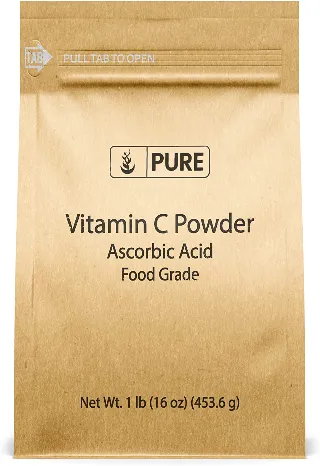 TAB
PULL TAB TO OPEN
PURE
Vitamin C Powder
Ascorbic Acid
Food Grade
Net Wt. 1 lb (16 oz) (453.6 g)